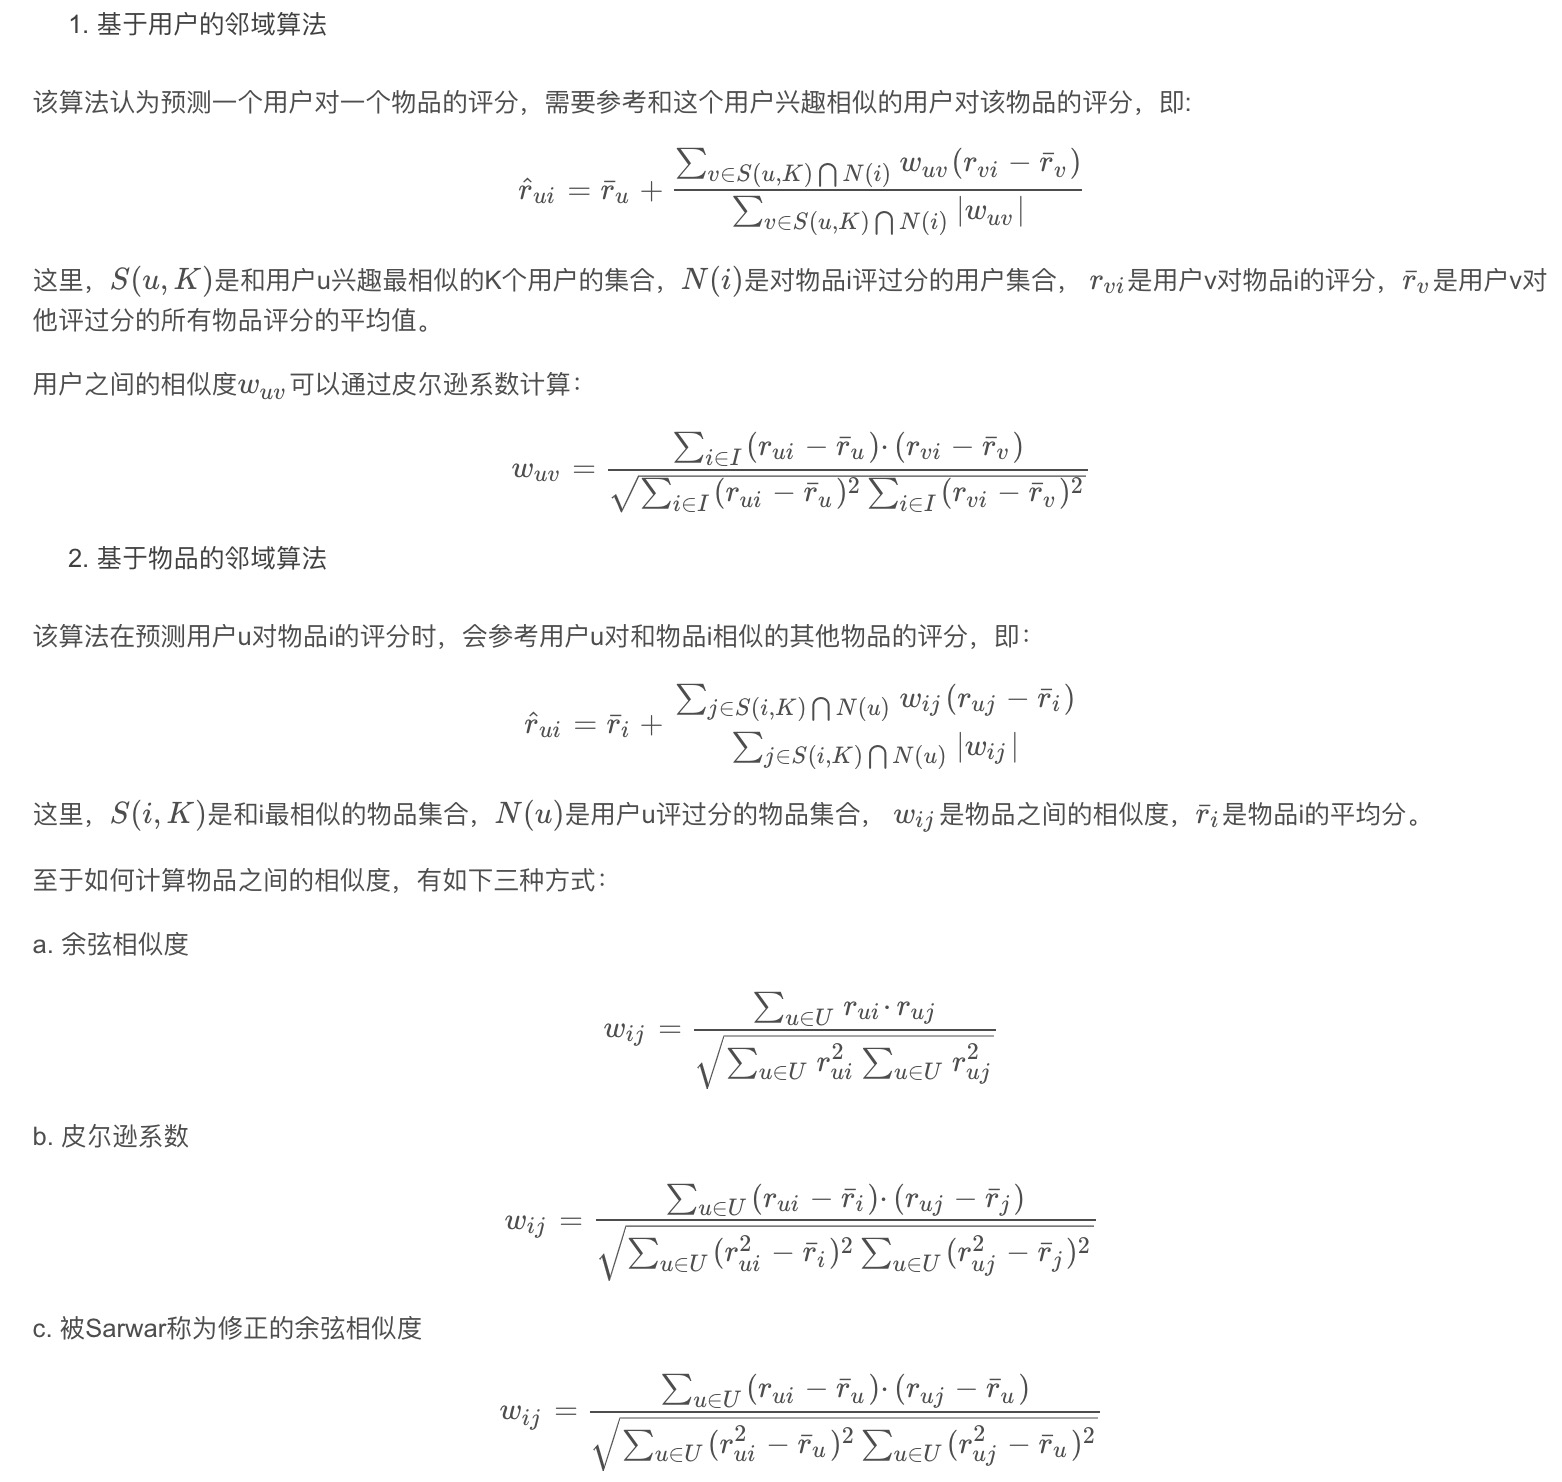 1. 基于用户的邻域算法
该算法认为预测一个用户对一个物品的评分，需要参考和这个用户兴趣相似的用户对该物品的评分，即:
$\hat{r}_{ui} = \bar{r}_u + \frac{\sum_{v \in S(u,K) \bigcap N(i)} w_{uv}(r_{vi} - \bar{r}_v)}{\sum_{v \in S(u,K) \bigcap N(i)} |w_{uv}|}$
这里，$S(u, K)$是和用户u兴趣最相似的K个用户的集合，$N(i)$是对物品i评过分的用户集合， $r_{vi}$是用户v对物品i的评分，$\bar{r}_v$是用户v对
他评过分的所有物品评分的平均值。
用户之间的相似度$w_{uv}$可以通过皮尔逊系数计算：
$w_{uv} = \frac{\sum_{i \in I}(r_{ui} - \bar{r}_u) \cdot (r_{vi} - \bar{r}_v)}{\sqrt{\sum_{i \in I}(r_{ui} - \bar{r}_u)^2 \sum_{i \in I}(r_{vi} - \bar{r}_v)^2}}$
2. 基于物品的邻域算法
该算法在预测用户u对物品i的评分时，会参考用户u对和物品i相似的其他物品的评分，即：
$\hat{r}_{ui} = \bar{r}_i + \frac{\sum_{j \in S(i,K) \bigcap N(u)} w_{ij}(r_{uj} - \bar{r}_i)}{\sum_{j \in S(i,K) \bigcap N(u)} |w_{ij}|}$
这里，$S(i, K)$是和i最相似的物品集合，$N(u)$是用户u评过分的物品集合， $w_{ij}$是物品之间的相似度，$\bar{r}_i$是物品i的平均分。
至于如何计算物品之间的相似度，有如下三种方式：
a. 余弦相似度
$w_{ij} = \frac{\sum_{u \in U} r_{ui} \cdot r_{uj}}{\sqrt{\sum_{u \in U} r_{ui}^2 \sum_{u \in U} r_{uj}^2}}$
b. 皮尔逊系数
$w_{ij} = \frac{\sum_{u \in U}(r_{ui} - \bar{r}_i) \cdot (r_{uj} - \bar{r}_j)}{\sqrt{\sum_{u \in U}(r_{ui}^2 - \bar{r}_i)^2 \sum_{u \in U}(r_{uj}^2 - \bar{r}_j)^2}}$
c. 被Sarwar称为修正的余弦相似度
$w_{ij} = \frac{\sum_{u \in U}(r_{ui} - \bar{r}_u) \cdot (r_{uj} - \bar{r}_u)}{\sqrt{\sum_{u \in U}(r_{ui}^2 - \bar{r}_u)^2 \sum_{u \in U}(r_{uj}^2 - \bar{r}_u)^2}}$